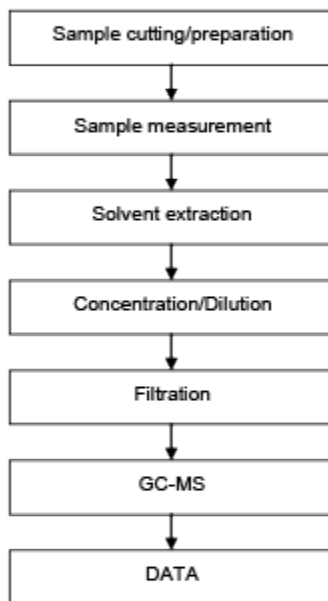 Sample cutting/preparation
Sample measurement
Solvent extraction
Concentration/Dilution
Filtration
GC-MS
DATA